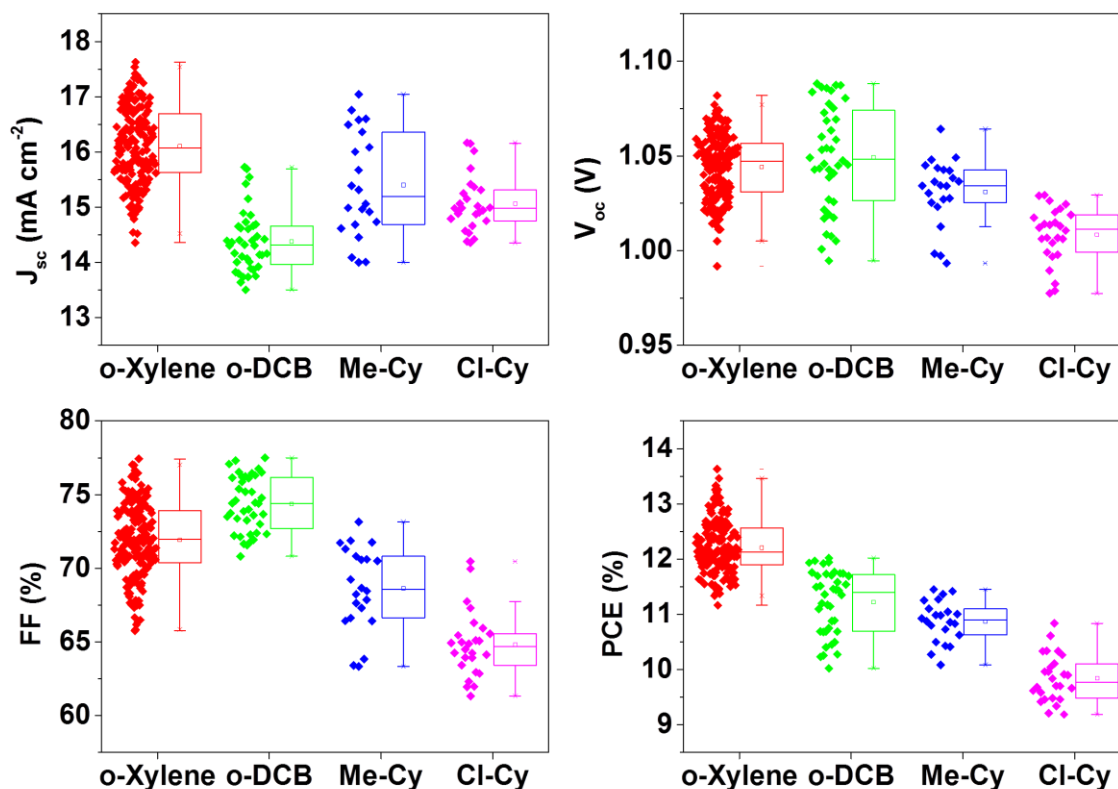 J_sc (mA cm⁻²)
18
17
16
15
14
13
o-Xylene o-DCB Me-Cy Cl-Cy
V_oc (V)
1.10
1.05
1.00
0.95
o-Xylene o-DCB Me-Cy Cl-Cy
FF (%)
80
75
70
65
60
o-Xylene o-DCB Me-Cy Cl-Cy
PCE (%)
14
13
12
11
10
9
o-Xylene o-DCB Me-Cy Cl-Cy